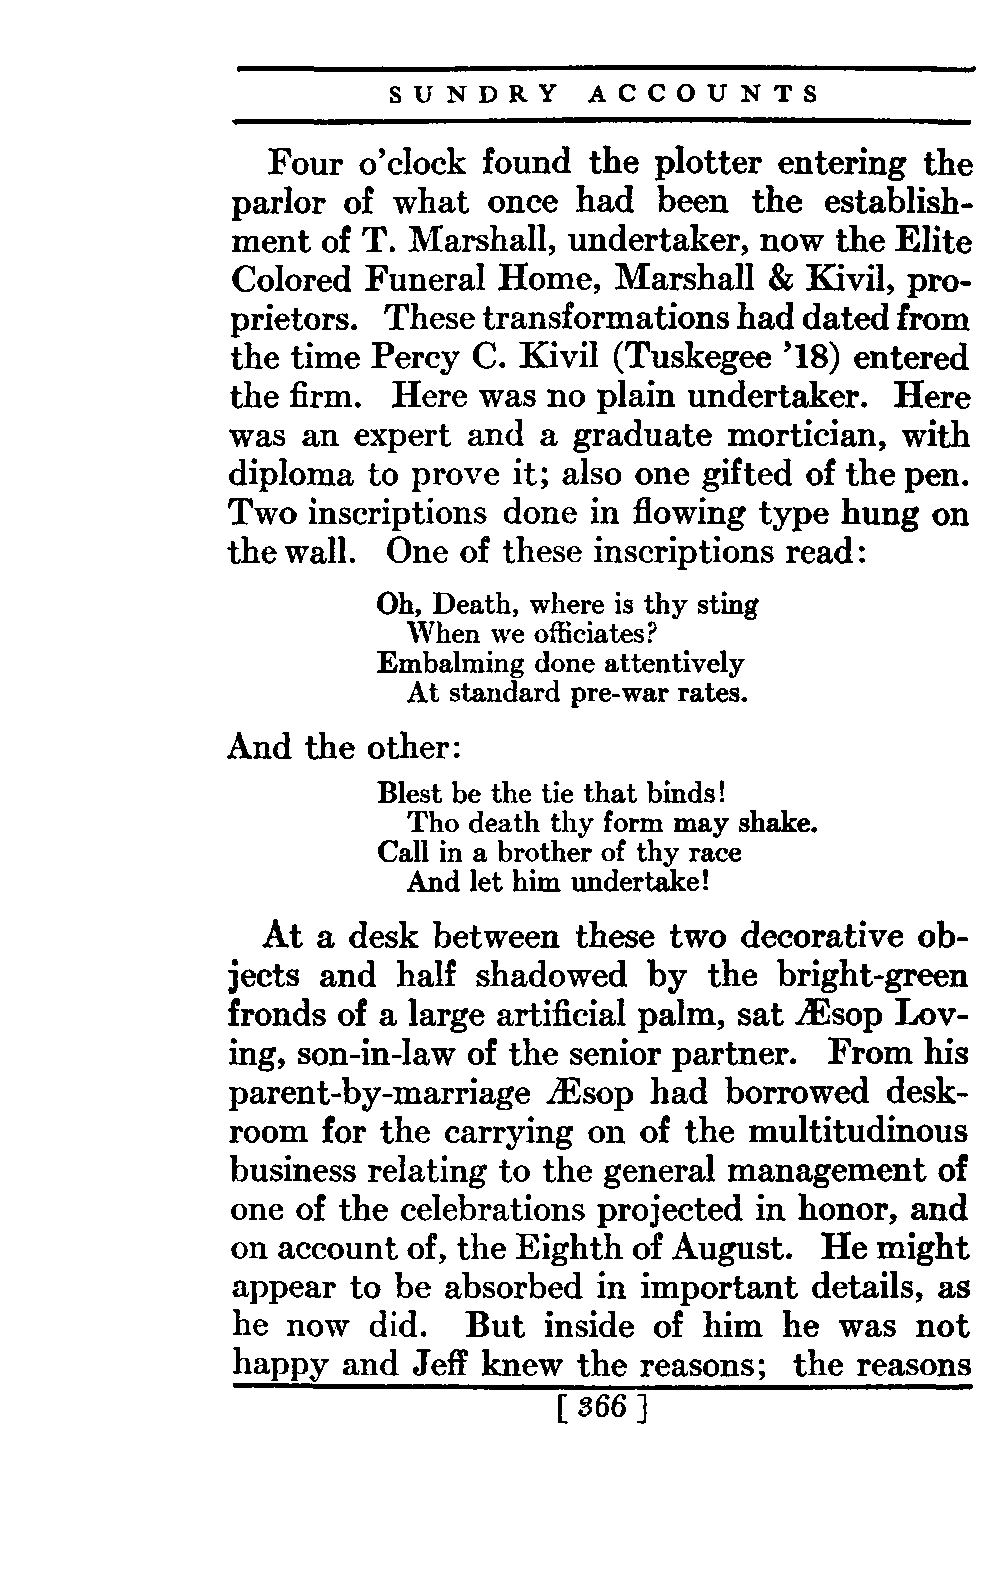 SUNDRY ACCOUNTS
Four o'clock found the plotter entering the
parlor of what once had been the establish-
ment of T. Marshall, undertaker, now the Elite
Colored Funeral Home, Marshall & Kivil, pro-
prietors. These transformations had dated from
the time Percy C. Kivil (Tuskegee '18) entered
the firm. Here was no plain undertaker. Here
was an expert and a graduate mortician, with
diploma to prove it; also one gifted of the pen.
Two inscriptions done in flowing type hung on
the wall. One of these inscriptions read:
Oh, Death, where is thy sting
When we officiates?
Embalming done attentively
At standard pre-war rates.
And the other:
Blest be the tie that binds!
Tho death thy form may shake.
Call in a brother of thy race
And let him undertake!
At a desk between these two decorative ob-
jects and half shadowed by the bright-green
fronds of a large artificial palm, sat Æsop Lov-
ing, son-in-law of the senior partner. From his
parent-by-marriage Æsop had borrowed desk-
room for the carrying on of the multitudinous
business relating to the general management of
one of the celebrations projected in honor, and
on account of, the Eighth of August. He might
appear to be absorbed in important details, as
he now did. But inside of him he was not
happy and Jeff knew the reasons; the reasons
[ 366 ]